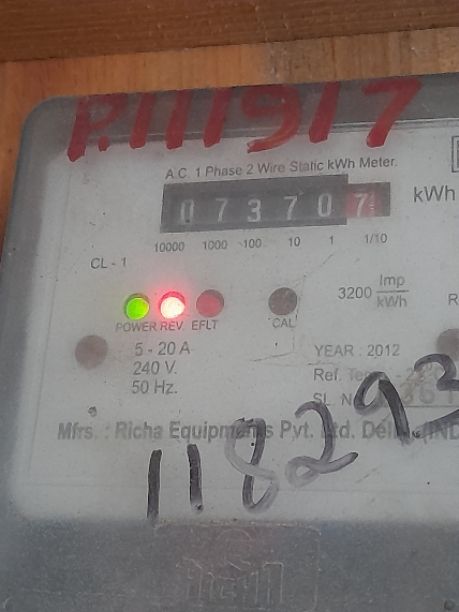 P.111917
A.C. 1 Phase 2 Wire Static kWh Meter.
073707
kWh
10000 1000 100 10 1 1/10
CL - 1
3200 Imp/kWh
POWER REV EFLT
CAL
5 - 20 A
240 V.
50 Hz.
YEARː 2012
Ref.
SL. No.
Mfrs. : Richa Equipments Pvt. Ltd.
118293